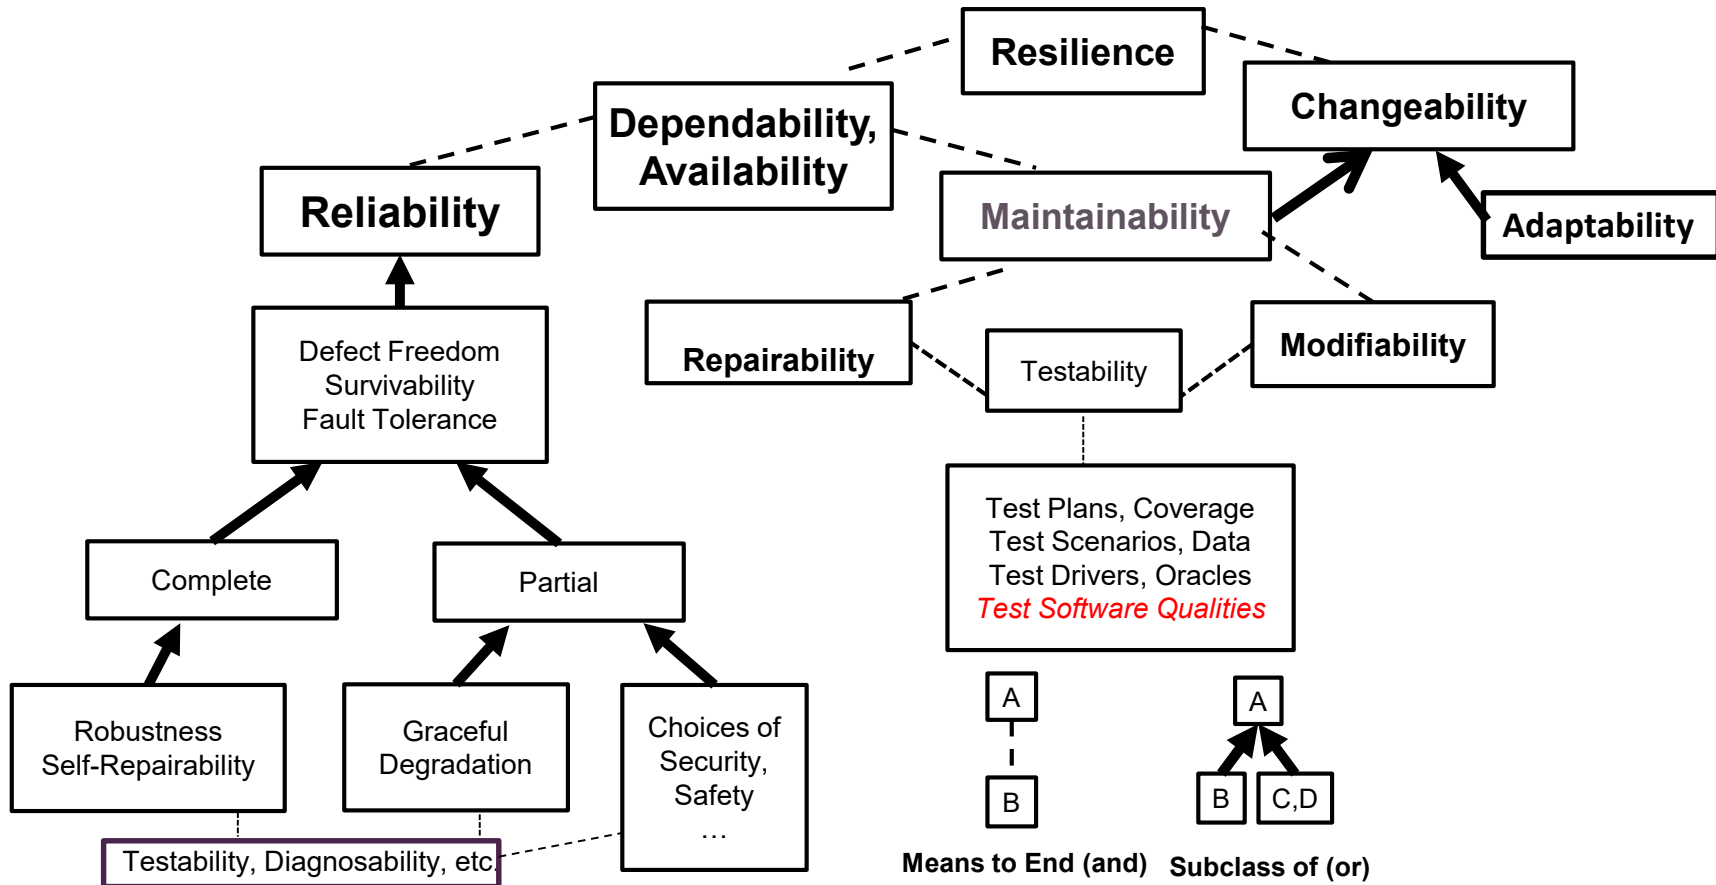 Resilience
Changeability
Dependability,
Availability
Reliability
Maintainability
Adaptability
Defect Freedom
Survivability
Fault Tolerance
Repairability
Testability
Modifiability
Test Plans, Coverage
Test Scenarios, Data
Test Drivers, Oracles
Test Software Qualities
Complete
Partial
Robustness
Self-Repairability
Graceful
Degradation
Choices of
Security,
Safety
…
Testability, Diagnosability, etc.
A
B
Means to End (and)
A
B
C,D
Subclass of (or)